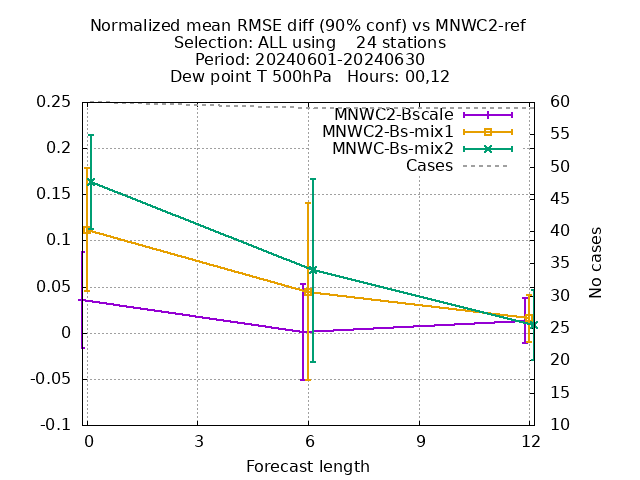 Normalized mean RMSE diff (90% conf) vs MNWC2-ref
Selection: ALL using    24 stations
Period: 20240601-20240630
Dew point T 500hPa   Hours: 00,12
0.25
0.2
0.15
0.1
0.05
0
-0.05
-0.1
60
55
50
45
40
35
30
25
20
15
10
MNWC2-Bscale
MNWC2-Bs-mix1
MNWC-Bs-mix2
Cases
No cases
0 3 6 9 12
Forecast length